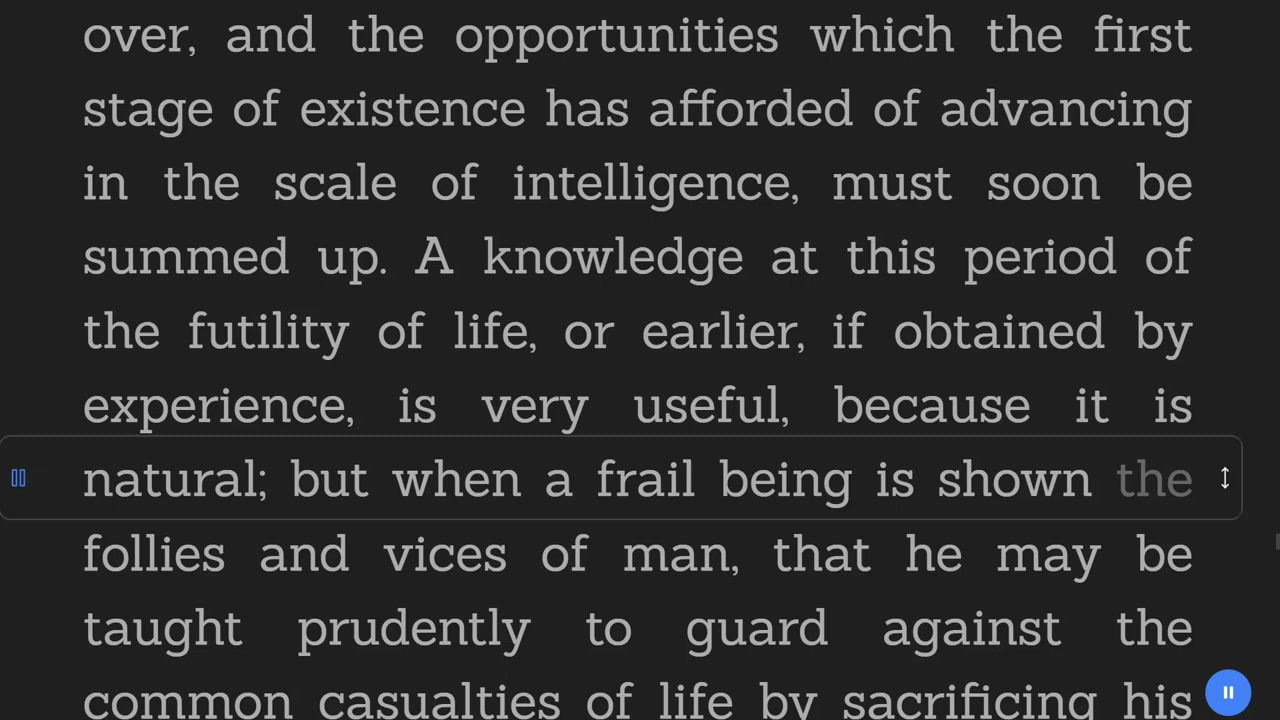 over, and the opportunities which the first
stage of existence has afforded of advancing
in the scale of intelligence, must soon be
summed up. A knowledge at this period of
the futility of life, or earlier, if obtained by
experience, is very useful, because it is
natural; but when a frail being is shown the
follies and vices of man, that he may be
taught prudently to guard against the
common casualties of life by sacrificing his